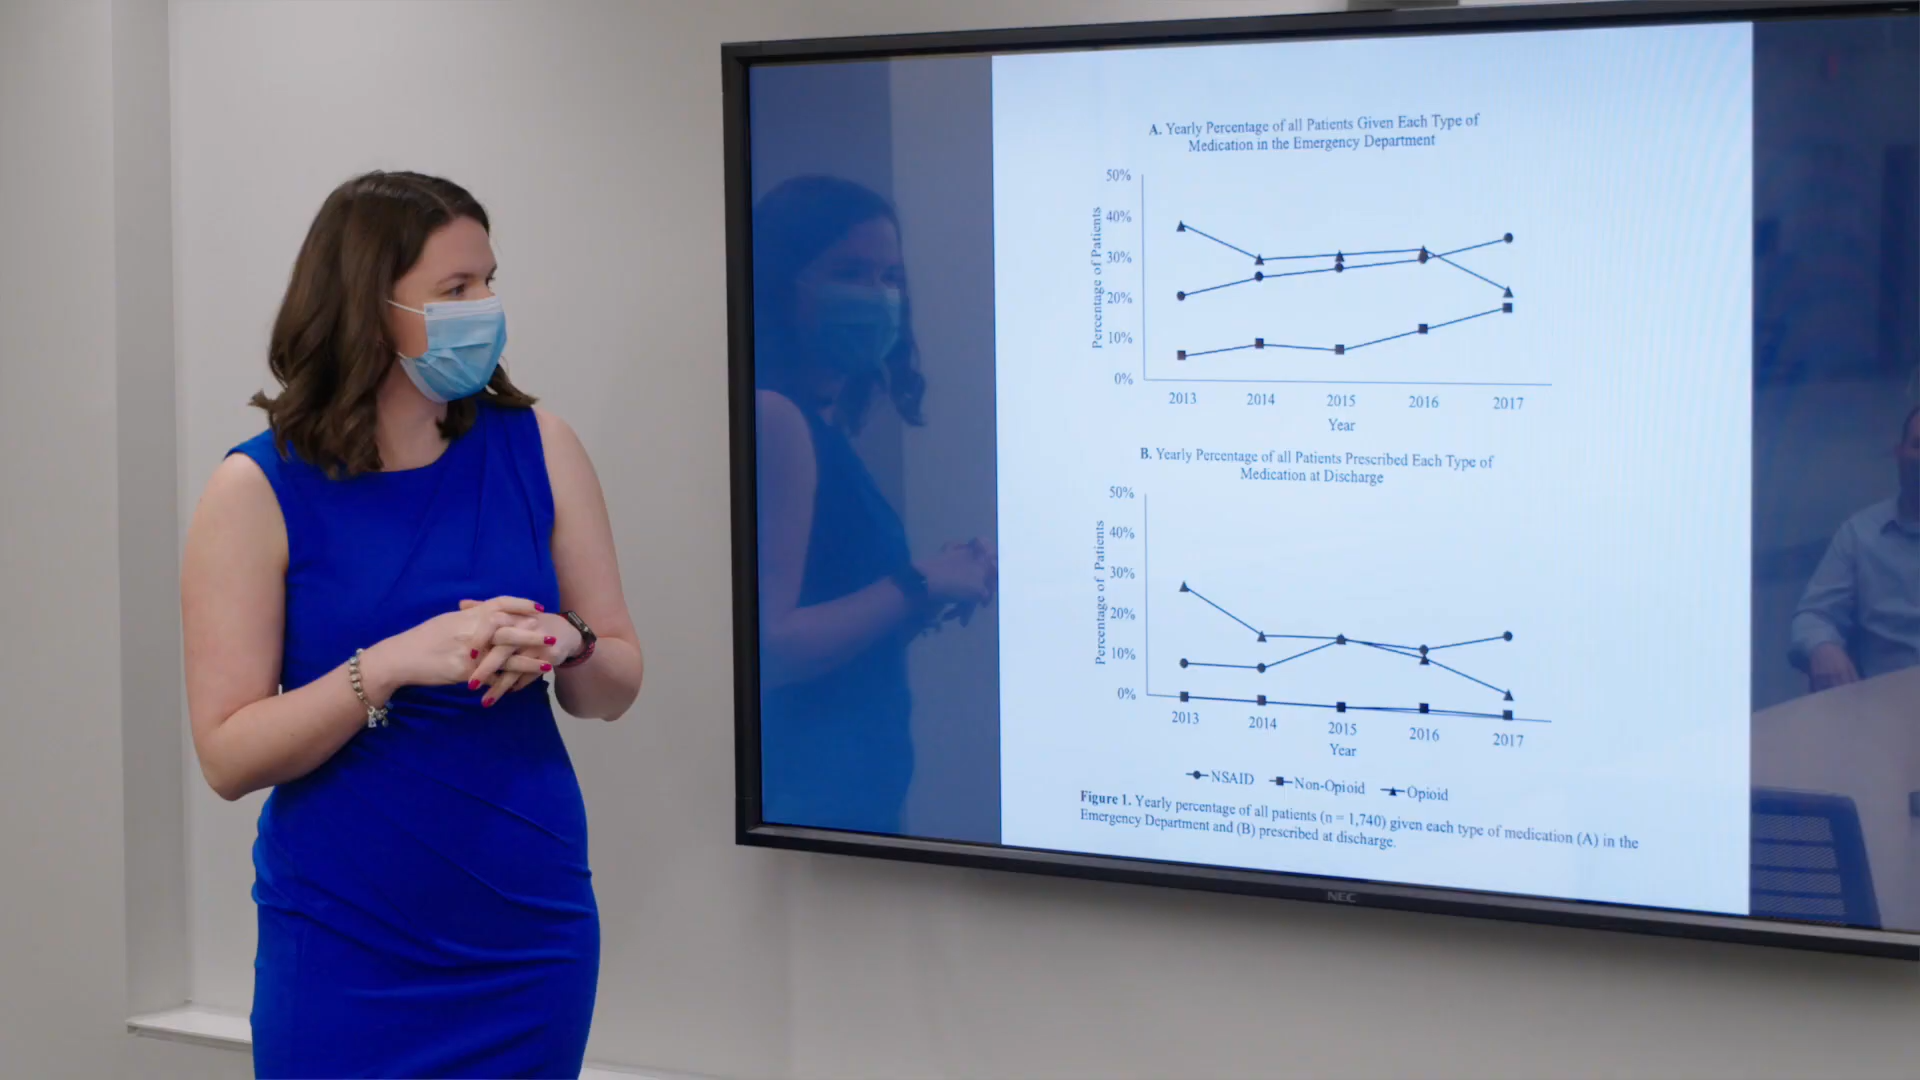 A. Yearly Percentage of all Patients Given Each Type of
Medication in the Emergency Department
50%
40%
30%
20%
10%
0%
Percentage of Patients
2013 2014 2015 2016 2017
Year
B. Yearly Percentage of all Patients Prescribed Each Type of
Medication at Discharge
50%
40%
30%
20%
10%
0%
Percentage of Patients
2013 2014 2015 2016 2017
Year
NSAID Non-Opioid Opioid
Figure 1. Yearly percentage of all patients (n = 1,740) given each type of medication (A) in the
Emergency Department and (B) prescribed at discharge.
NEC